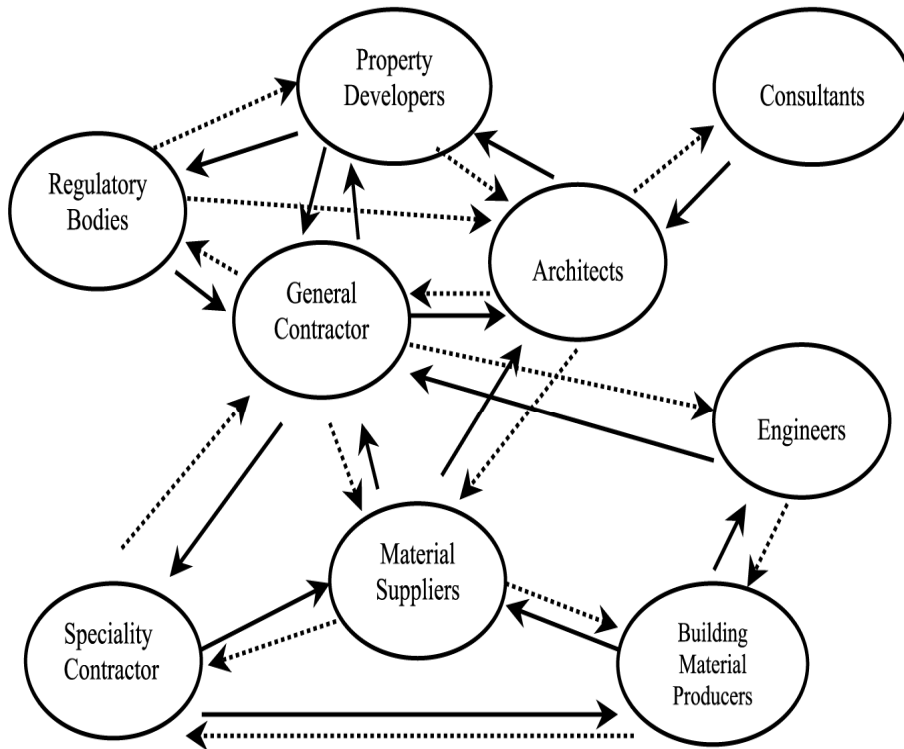 Property
Developers
Consultants
Regulatory
Bodies
Architects
General
Contractor
Engineers
Material
Suppliers
Speciality
Contractor
Building
Material
Producers